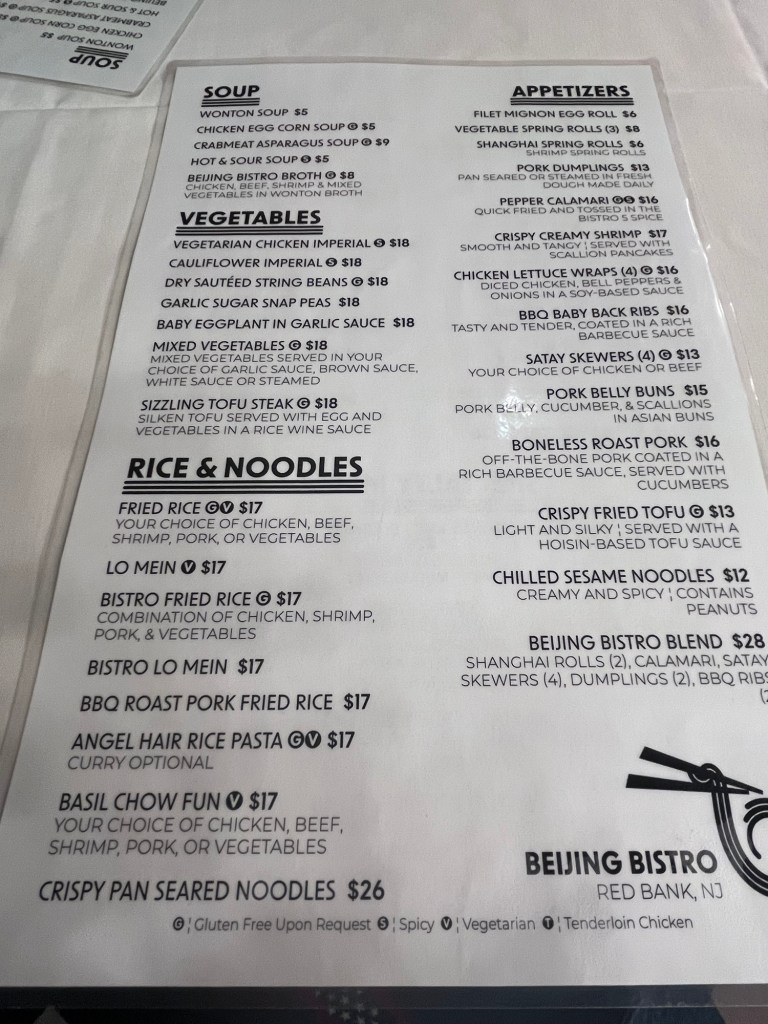 SOUP
WONTON SOUP $5
CHICKEN EGG CORN SOUP G $5
CRABMEAT ASPARAGUS SOUP G $9
HOT & SOUR SOUP S $5
BEIJING BISTRO BROTH G $8
CHICKEN, BEEF, SHRIMP & MIXED
VEGETABLES IN WONTON BROTH
VEGETABLES
VEGETARIAN CHICKEN IMPERIAL S $18
CAULIFLOWER IMPERIAL S $18
DRY SAUTÉED STRING BEANS G $18
GARLIC SUGAR SNAP PEAS $18
BABY EGGPLANT IN GARLIC SAUCE $18
MIXED VEGETABLES G $18
MIXED VEGETABLES SERVED IN YOUR
CHOICE OF GARLIC SAUCE, BROWN SAUCE,
WHITE SAUCE OR STEAMED
SIZZLING TOFU STEAK G $18
SILKEN TOFU SERVED WITH EGG AND
VEGETABLES IN A RICE WINE SAUCE
RICE & NOODLES
FRIED RICE G V $17
YOUR CHOICE OF CHICKEN, BEEF,
SHRIMP, PORK, OR VEGETABLES
LO MEIN V $17
BISTRO FRIED RICE G $17
COMBINATION OF CHICKEN, SHRIMP,
PORK, & VEGETABLES
BISTRO LO MEIN $17
BBQ ROAST PORK FRIED RICE $17
ANGEL HAIR RICE PASTA G V $17
CURRY OPTIONAL
BASIL CHOW FUN V $17
YOUR CHOICE OF CHICKEN, BEEF,
SHRIMP, PORK, OR VEGETABLES
CRISPY PAN SEARED NOODLES $26
APPETIZERS
FILET MIGNON EGG ROLL $6
VEGETABLE SPRING ROLLS (3) $8
SHANGHAI SPRING ROLLS $6
SHRIMP SPRING ROLLS
PORK DUMPLINGS $13
PAN SEARED OR STEAMED IN FRESH
DOUGH MADE DAILY
PEPPER CALAMARI G S $16
QUICK FRIED AND TOSSED IN THE
BISTRO 5 SPICE
CRISPY CREAMY SHRIMP $17
SMOOTH AND TANGY ¦ SERVED WITH
SCALLION PANCAKES
CHICKEN LETTUCE WRAPS (4) G $16
DICED CHICKEN, BELL PEPPERS &
ONIONS IN A SOY-BASED SAUCE
BBQ BABY BACK RIBS $16
TASTY AND TENDER, COATED IN A RICH
BARBECUE SAUCE
SATAY SKEWERS (4) G $13
YOUR CHOICE OF CHICKEN OR BEEF
PORK BELLY BUNS $15
PORK BELLY, CUCUMBER, & SCALLIONS
IN ASIAN BUNS
BONELESS ROAST PORK $16
OFF-THE-BONE PORK COATED IN A
RICH BARBECUE SAUCE, SERVED WITH
CUCUMBERS
CRISPY FRIED TOFU G $13
LIGHT AND SILKY ¦ SERVED WITH A
HOISIN-BASED TOFU SAUCE
CHILLED SESAME NOODLES $12
CREAMY AND SPICY ¦ CONTAINS
PEANUTS
BEIJING BISTRO BLEND $28
SHANGHAI ROLLS (2), CALAMARI, SATAY
SKEWERS (4), DUMPLINGS (2), BBQ RIBS
(2
BEIJING BISTRO
RED BANK, NJ
G ¦ Gluten Free Upon Request S ¦ Spicy V ¦ Vegetarian T ¦ Tenderloin Chicken
SOUP
WONTON SOUP $5
CHICKEN EGG CORN SOUP G
CRABMEAT ASPARAGUS SOUP G
HOT & SOUR SOUP S $5